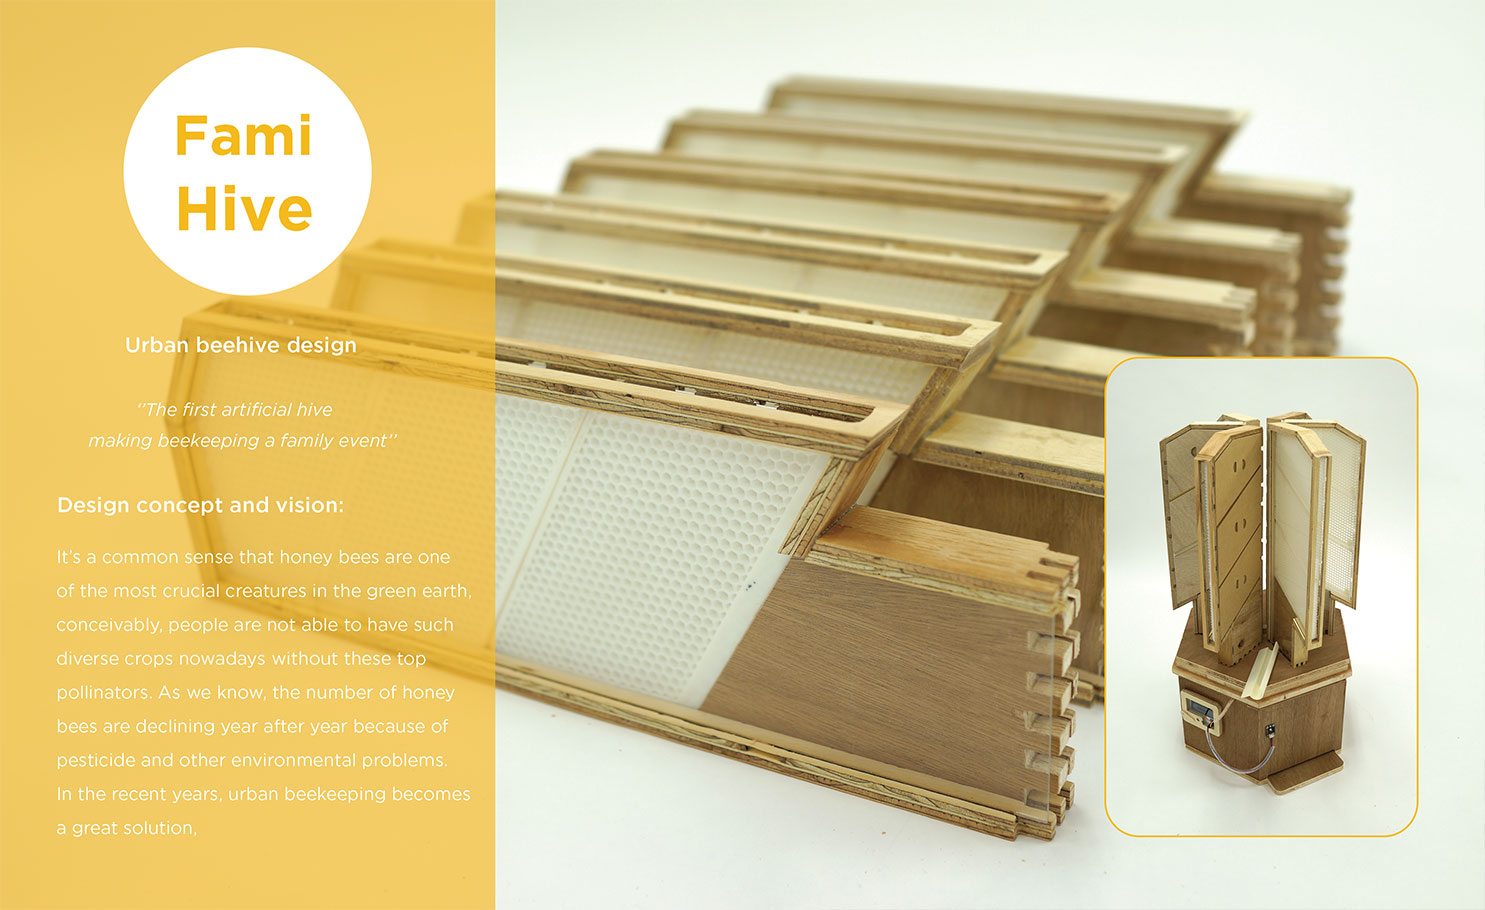 Fami
Hive
Urban beehive design
‘‘The first artificial hive
making beekeeping a family event’’
Design concept and vision:
It’s a common sense that honey bees are one
of the most crucial creatures in the green earth,
conceivably, people are not able to have such
diverse crops nowadays without these top
pollinators. As we know, the number of honey
bees are declining year after year because of
pesticide and other environmental problems.
In the recent years, urban beekeeping becomes
a great solution,